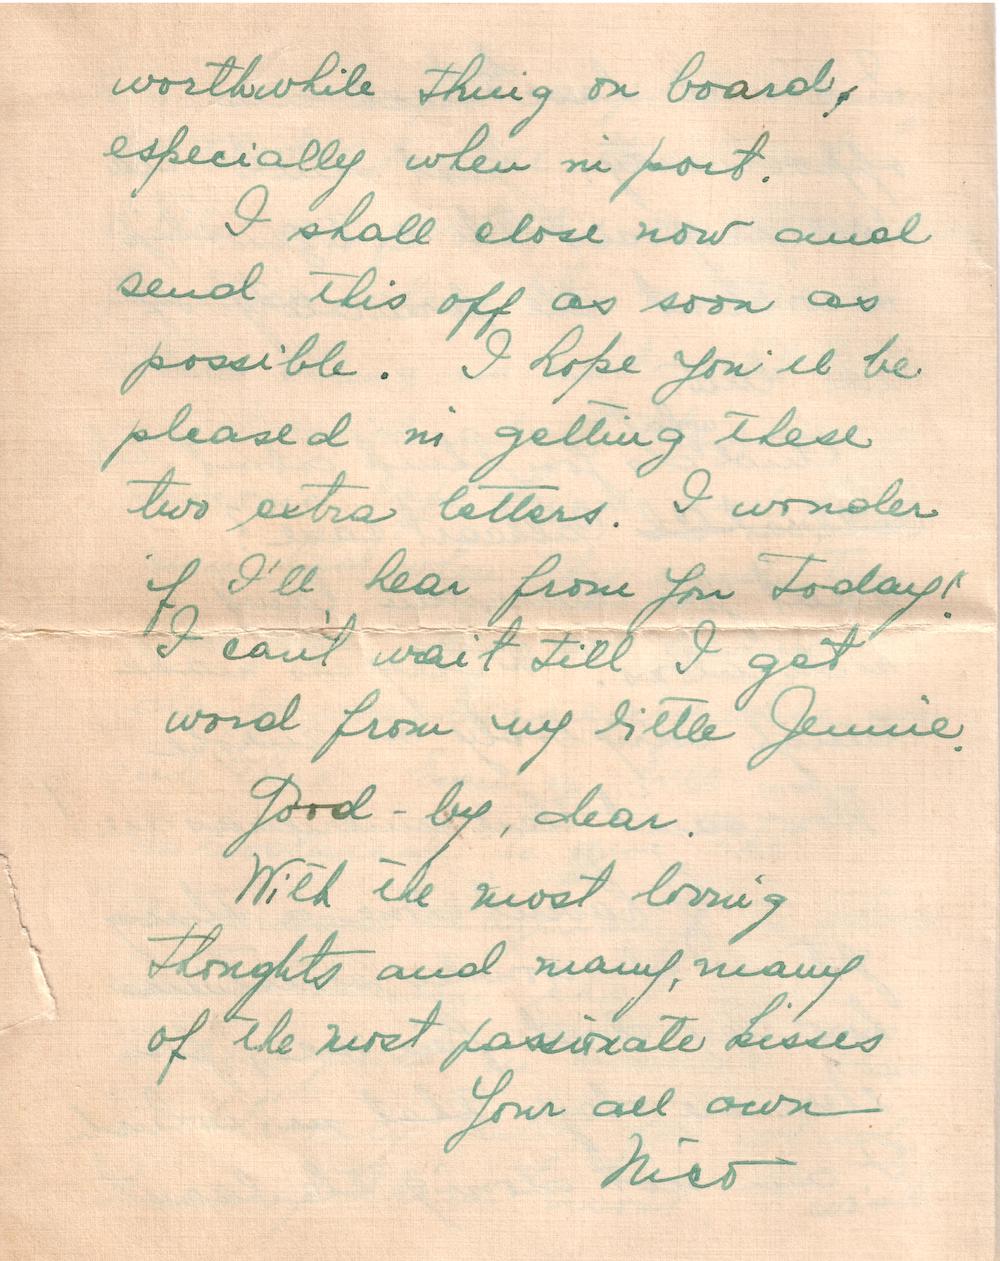 worthwhile thing on board,
especially when in port.
I shall close now and
send this off as soon as
possible. I hope you'll be
pleased in getting these
two extra letters. I wonder
if I'll hear from you today!
I can't wait till I get
word from my little Jennie.
Good-by, dear.
With the most loving
thoughts and many, many
of the most passionate kisses
Your all own
Nico